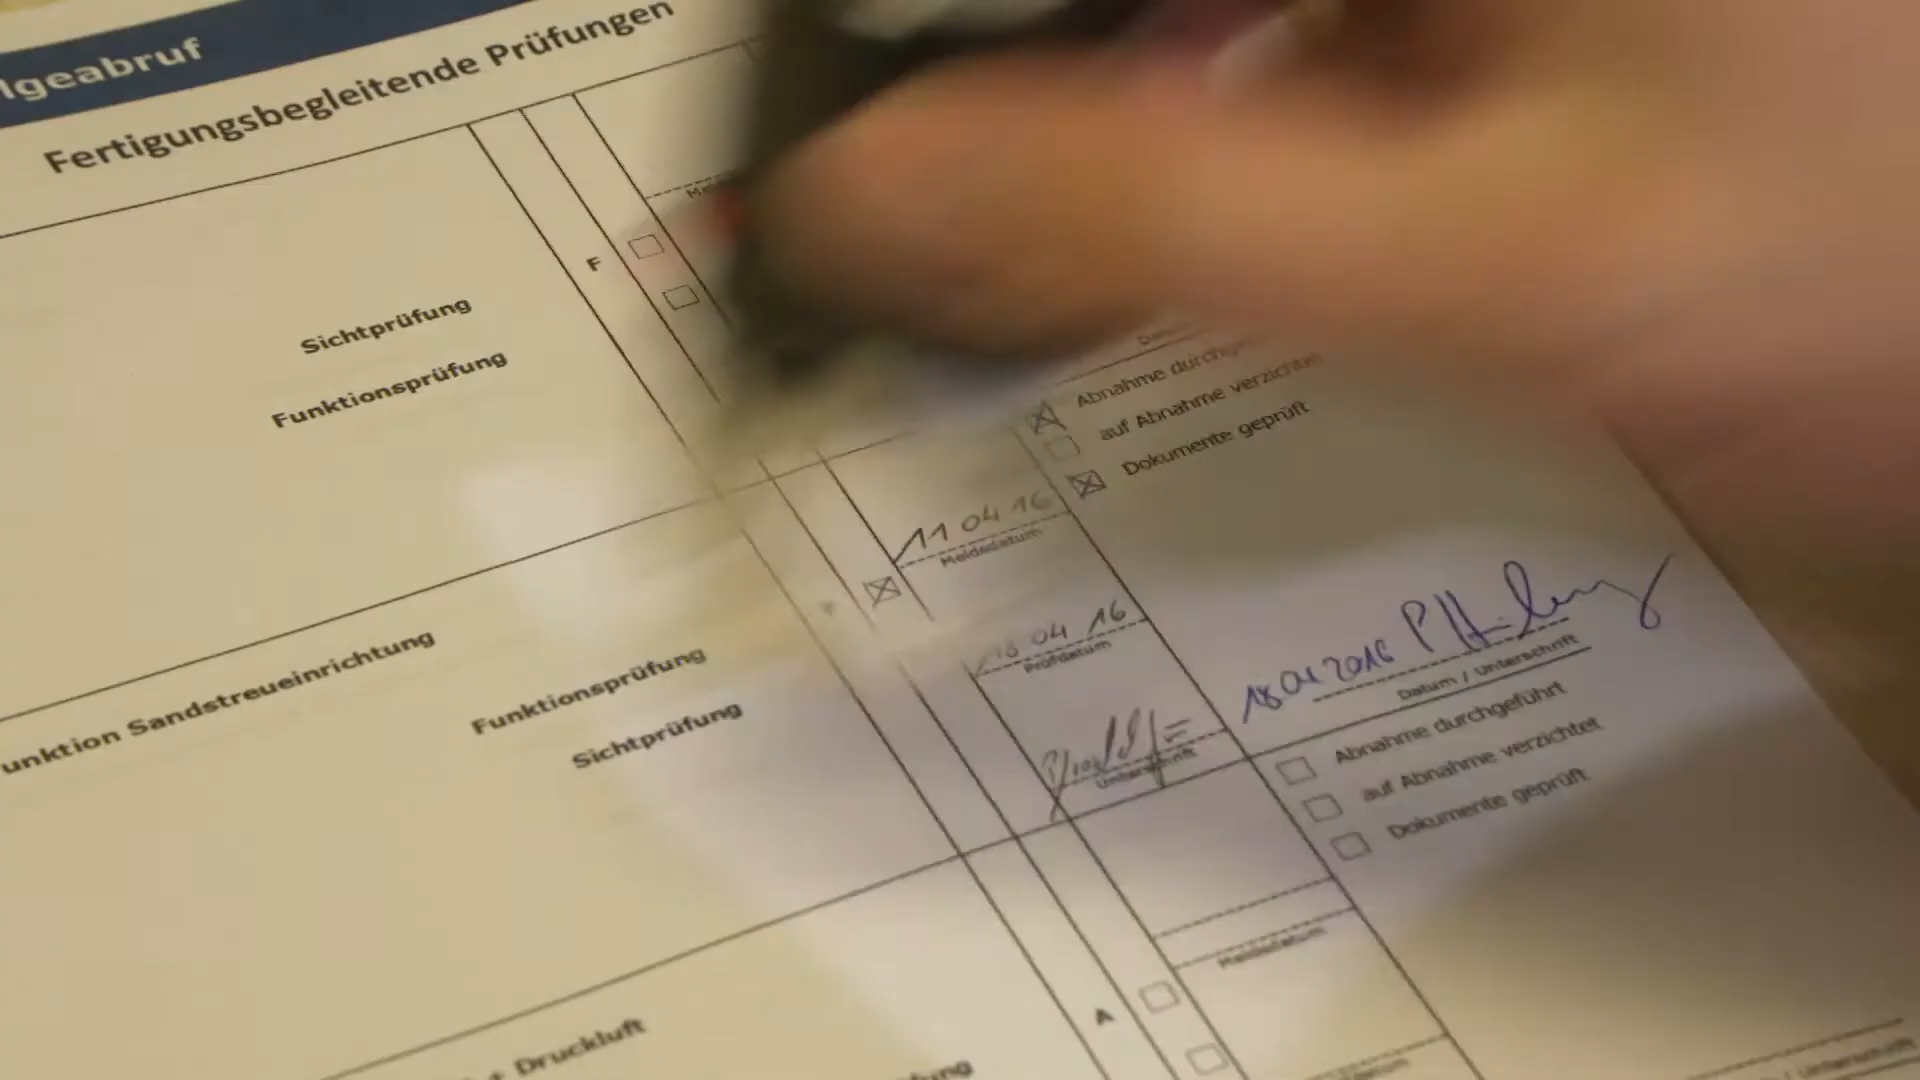 lgeabruf
Fertigungsbegleitende Prüfungen
Sichtprüfung
F
Funktionsprüfung
Abnahme
auf Abnahme verzichtet
Dokumente geprüft
11 04 16
Meldedatum
18 04 16
Prüfdatum
Unterschrift
18.04.2016
Datum / Unterschrift
unktion Sandstreueinrichtung
Funktionsprüfung
Sichtprüfung
Abnahme durchgeführt
auf Abnahme verzichtet
Dokumente geprüft
Meldedatum
A
Druckluft
/ Unterschrift